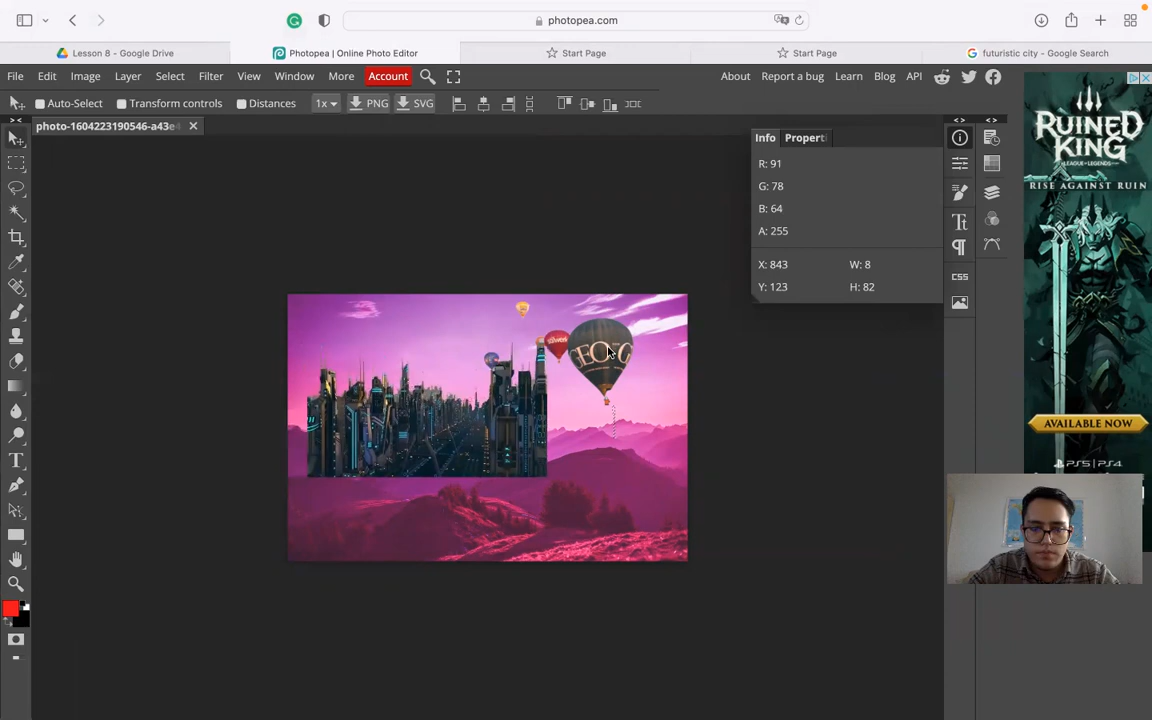 photopea.com
Lesson 8 - Google Drive
Photopea | Online Photo Editor
Start Page
Start Page
futuristic city - Google Search
File Edit Image Layer Select Filter View Window More Account
About Report a bug Learn Blog API
Auto-Select Transform controls Distances 1x PNG SVG
photo-1604223190546-a43e
Info Propert
R: 91
G: 78
B: 64
A: 255
X: 843 W: 8
Y: 123 H: 82
CSS
GEO G
RUINED
KING
LEAGUE OF LEGENDS
RISE AGAINST RUIN
AVAILABLE NOW
PS5 PS4